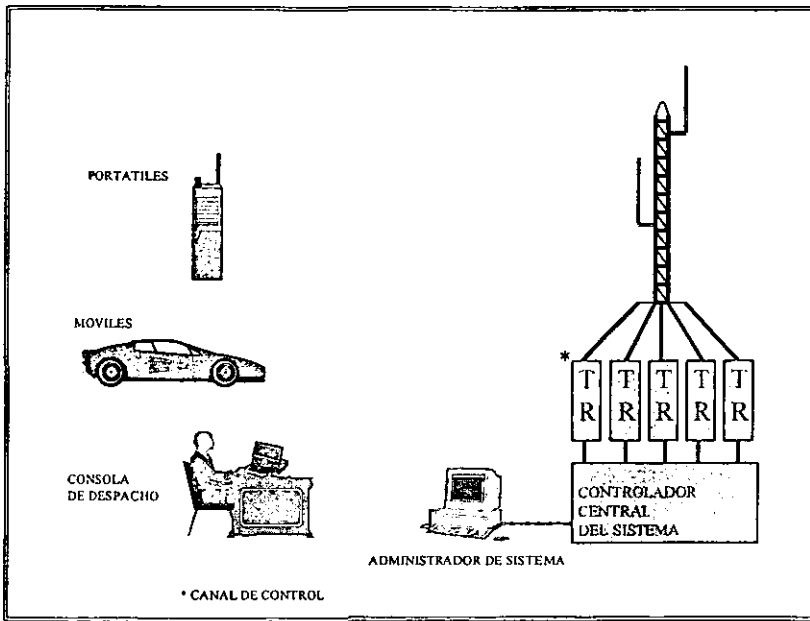 PORTATILES
MOVILES
*
T T T T T
R R R R R
CONSOLA
DE DESPACHO
CONTROLADOR
CENTRAL
DEL SISTEMA
ADMINISTRADOR DE SISTEMA
* CANAL DE CONTROL